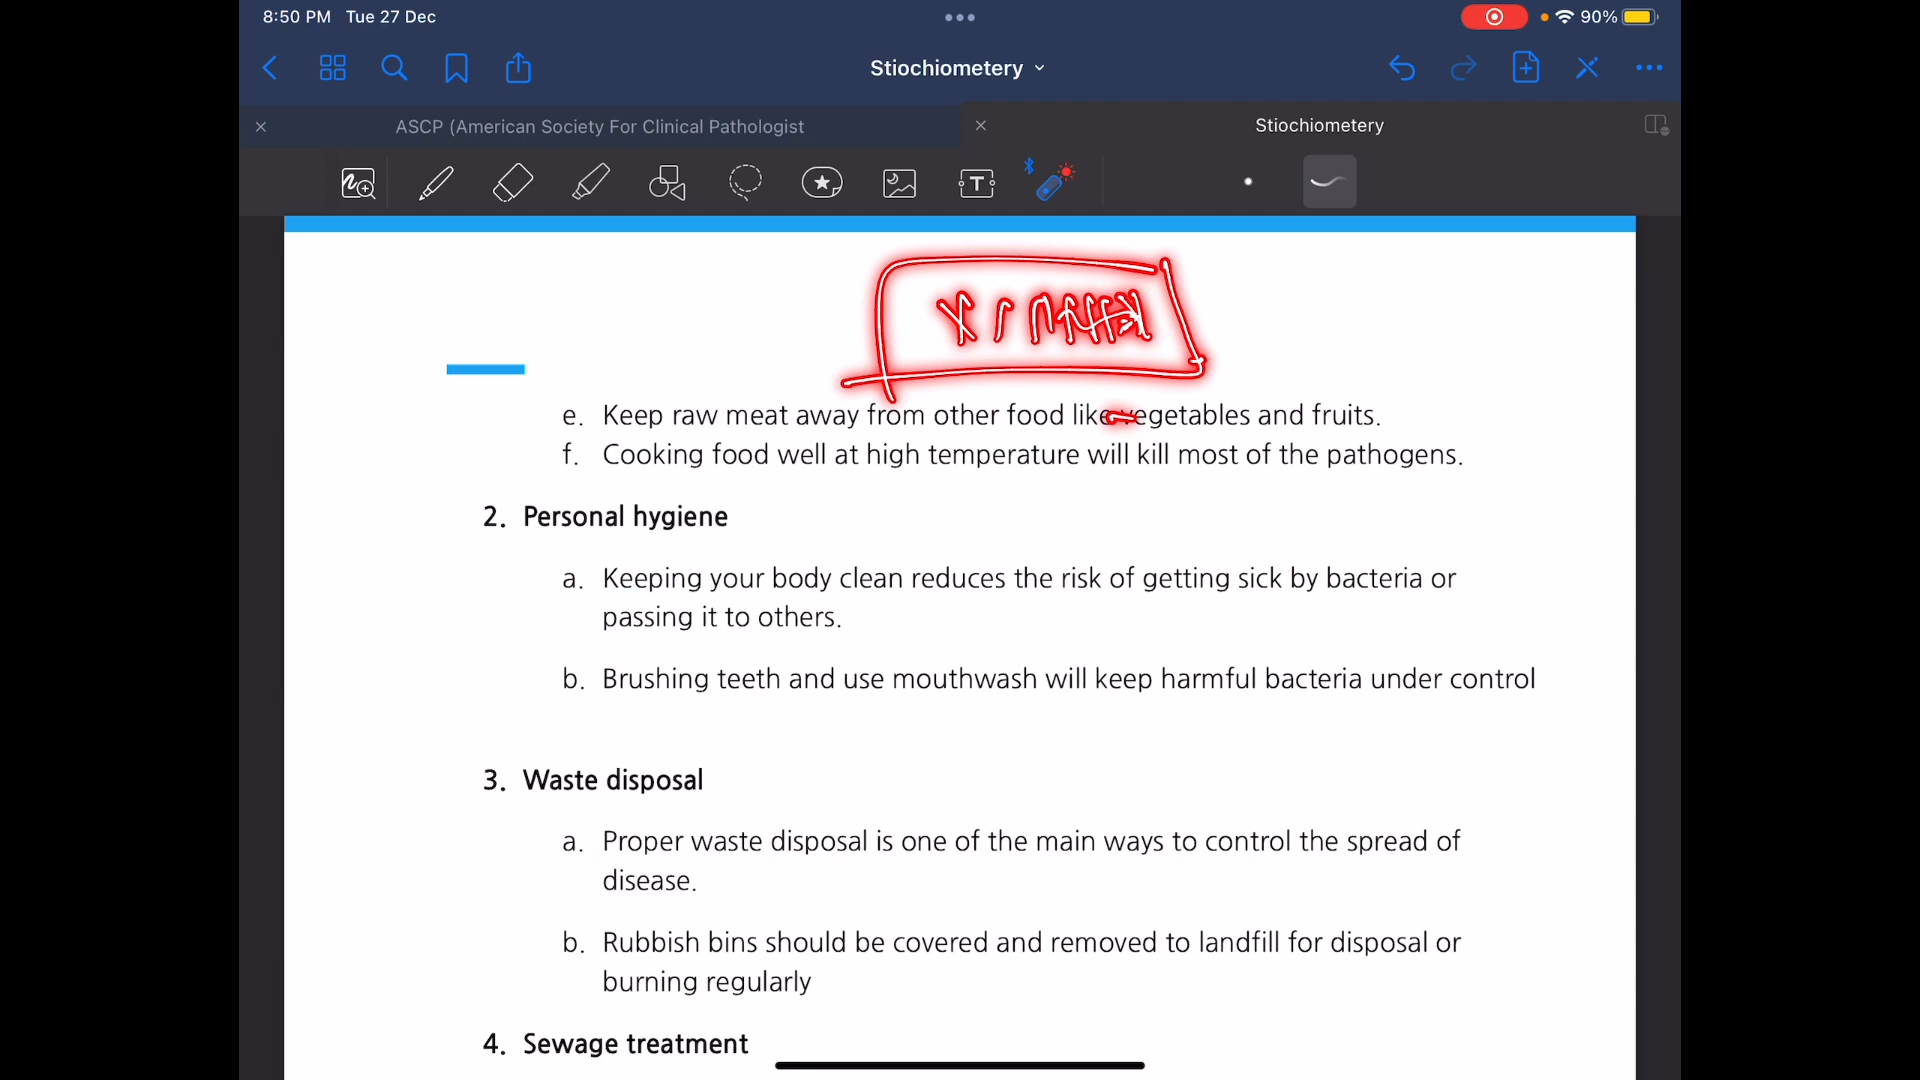 8:50 PM Tue 27 Dec
90%
Stiochiometery
ASCP (American Society For Clinical Pathologist
Stiochiometery
T
e. Keep raw meat away from other food like vegetables and fruits.
f. Cooking food well at high temperature will kill most of the pathogens.
2. Personal hygiene
a. Keeping your body clean reduces the risk of getting sick by bacteria or
passing it to others.
b. Brushing teeth and use mouthwash will keep harmful bacteria under control
3. Waste disposal
a. Proper waste disposal is one of the main ways to control the spread of
disease.
b. Rubbish bins should be covered and removed to landfill for disposal or
burning regularly
4. Sewage treatment